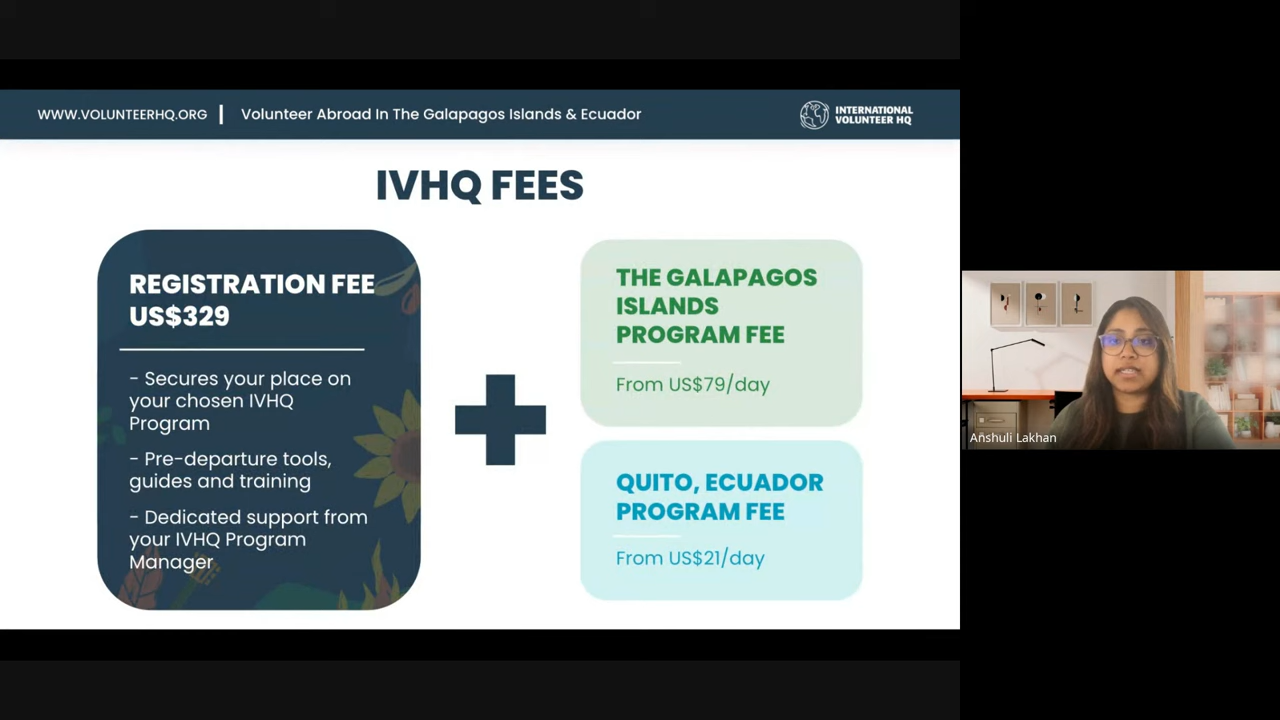 WWW.VOLUNTEERHQ.ORG | Volunteer Abroad In The Galapagos Islands & Ecuador
INTERNATIONAL
VOLUNTEER HQ
IVHQ FEES
REGISTRATION FEE
US$329
- Secures your place on
your chosen IVHQ
Program
- Pre-departure tools,
guides and training
- Dedicated support from
your IVHQ Program
Manager
THE GALAPAGOS
ISLANDS
PROGRAM FEE
From US$79/day
QUITO, ECUADOR
PROGRAM FEE
From US$21/day
Anshuli Lakhan